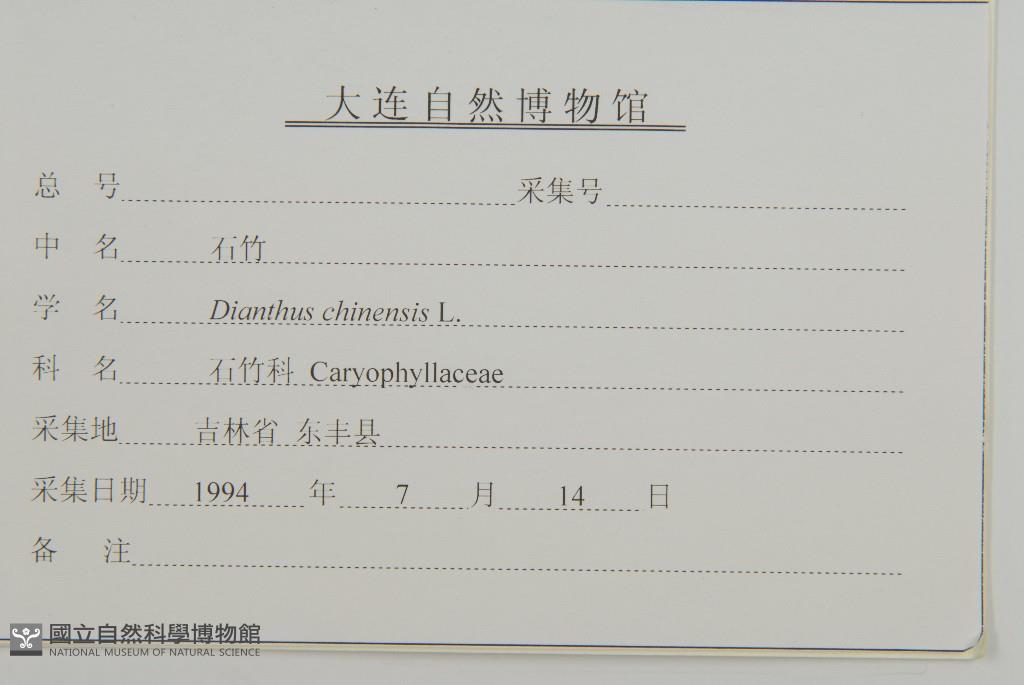 大连自然博物馆
总 号 采集号
中 名 石竹
学 名 Dianthus chinensis L.
科 名 石竹科 Caryophyllaceae
采集地 吉林省 东丰县
采集日期 1994 年 7 月 14 日
备 注
國立自然科學博物館
NATIONAL MUSEUM OF NATURAL SCIENCE